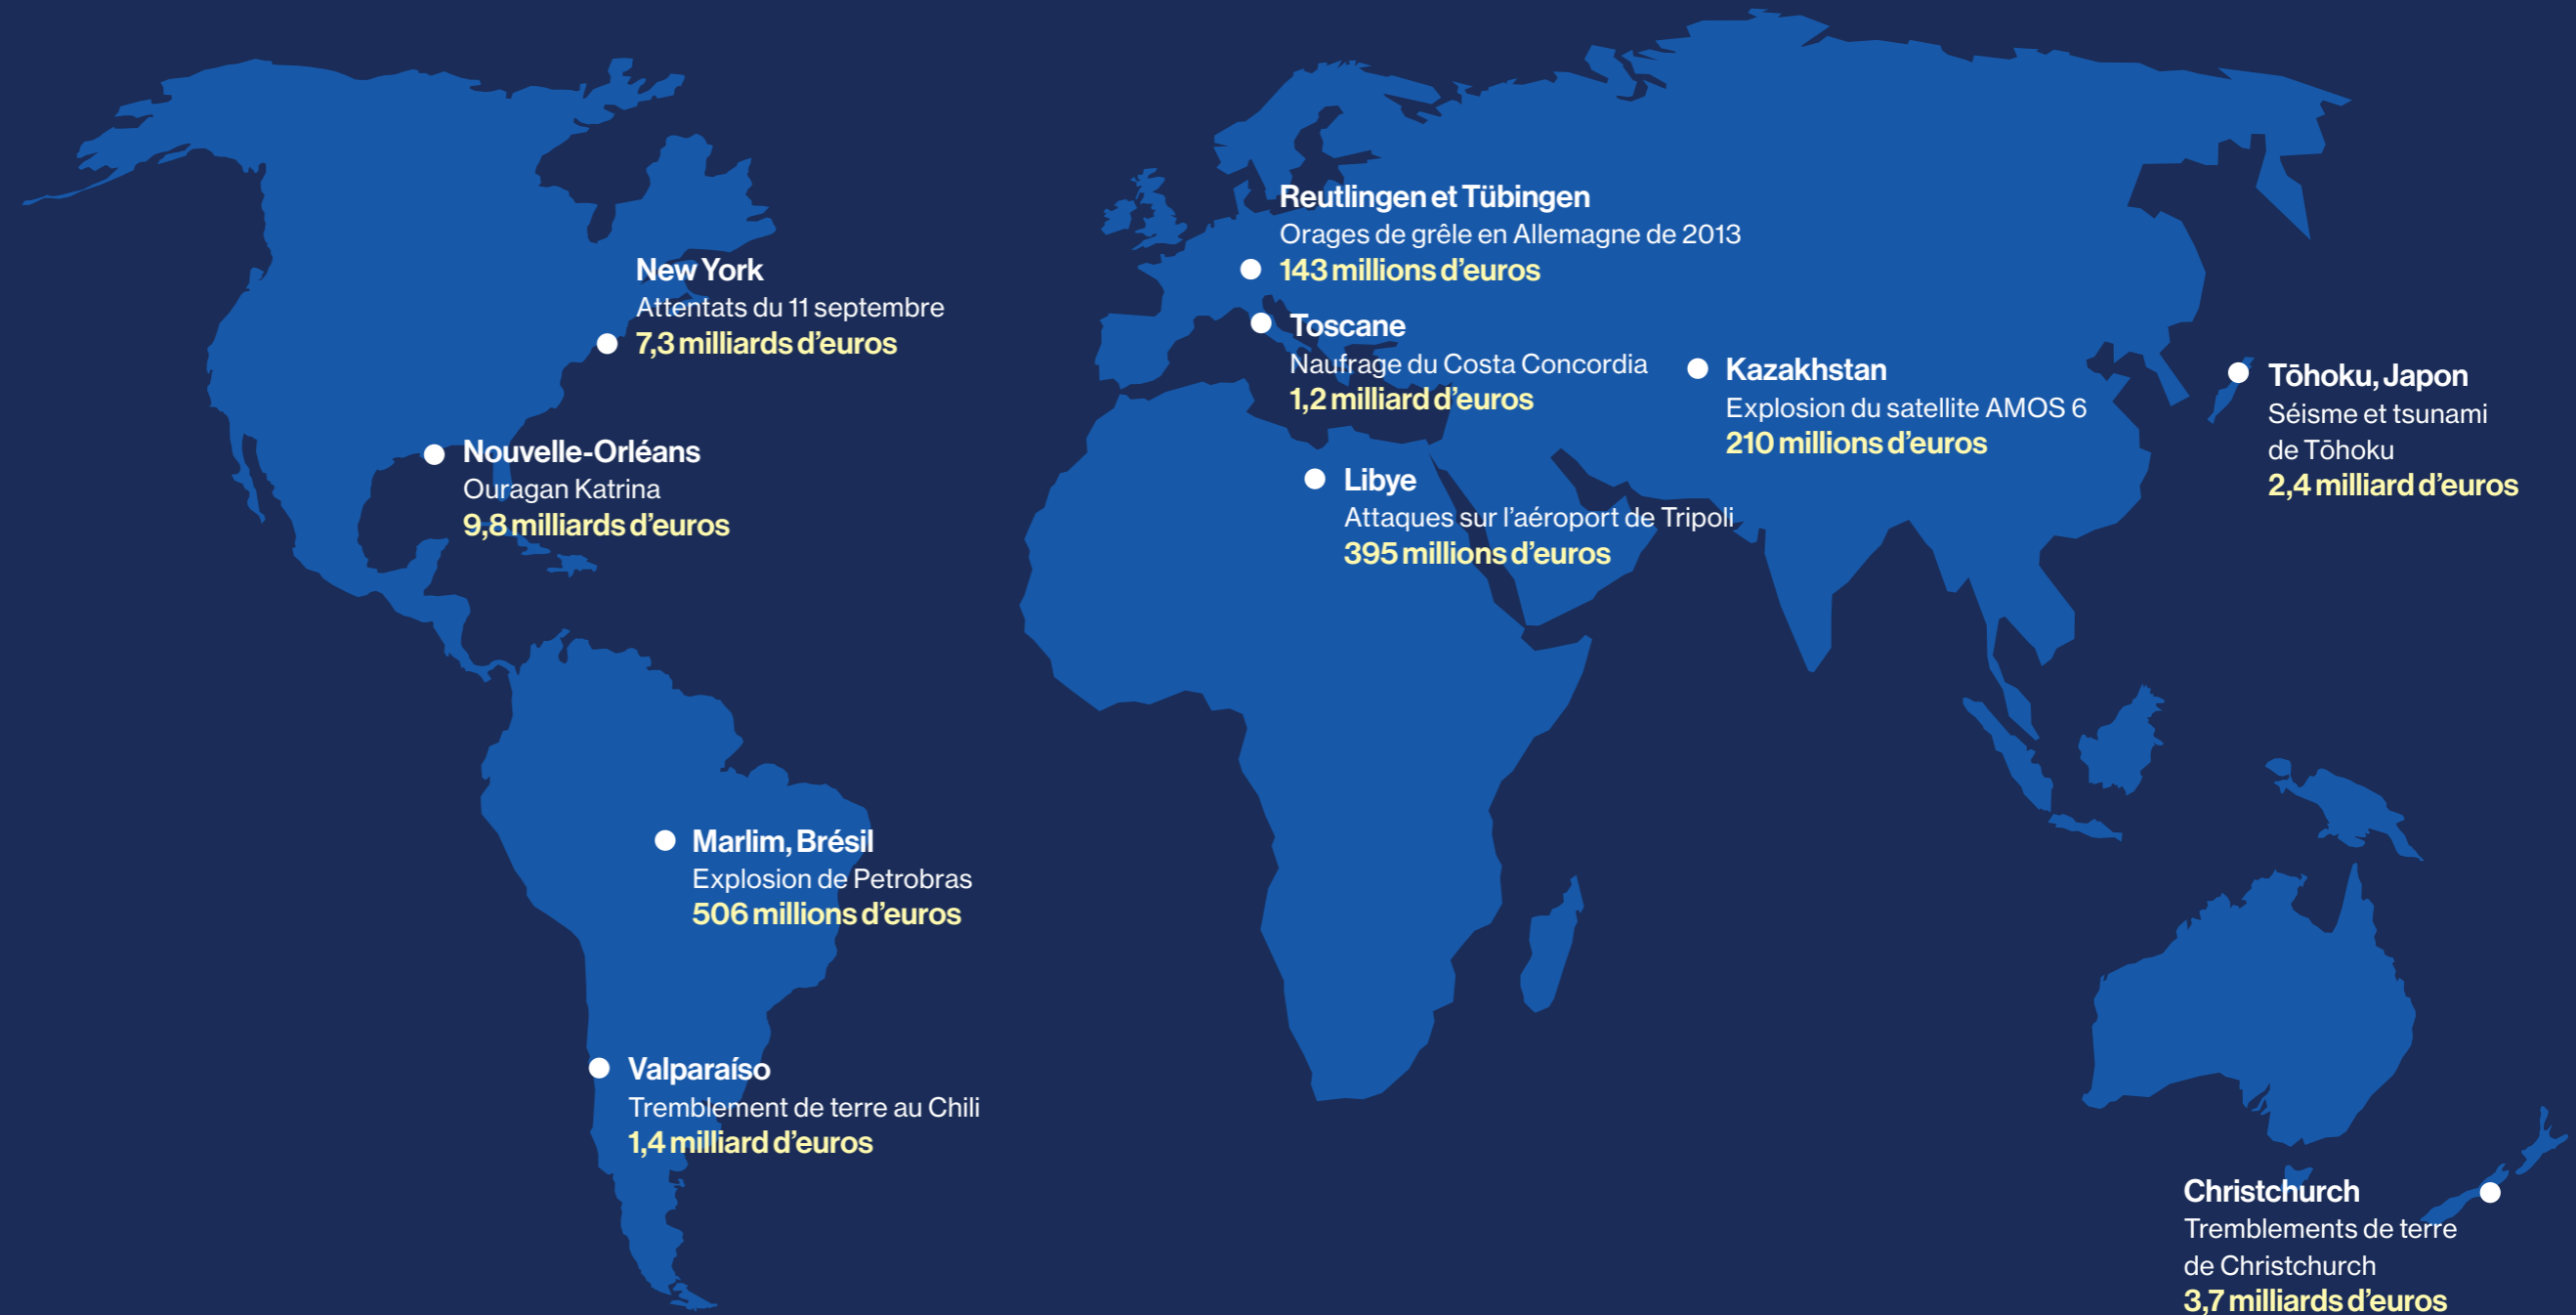 New York
Attentats du 11 septembre
7,3 milliards d'euros
Nouvelle-Orléans
Ouragan Katrina
9,8 milliards d'euros
Marlim, Brésil
Explosion de Petrobras
506 millions d'euros
Valparaíso
Tremblement de terre au Chili
1,4 milliard d'euros
Reutlingen et Tübingen
Orages de grêle en Allemagne de 2013
143 millions d'euros
Toscane
Naufrage du Costa Concordia
1,2 milliard d'euros
Libye
Attaques sur l'aéroport de Tripoli
395 millions d'euros
Kazakhstan
Explosion du satellite AMOS 6
210 millions d'euros
Tōhoku, Japon
Séisme et tsunami
de Tōhoku
2,4 milliard d'euros
Christchurch
Tremblements de terre
de Christchurch
3,7 milliards d'euros